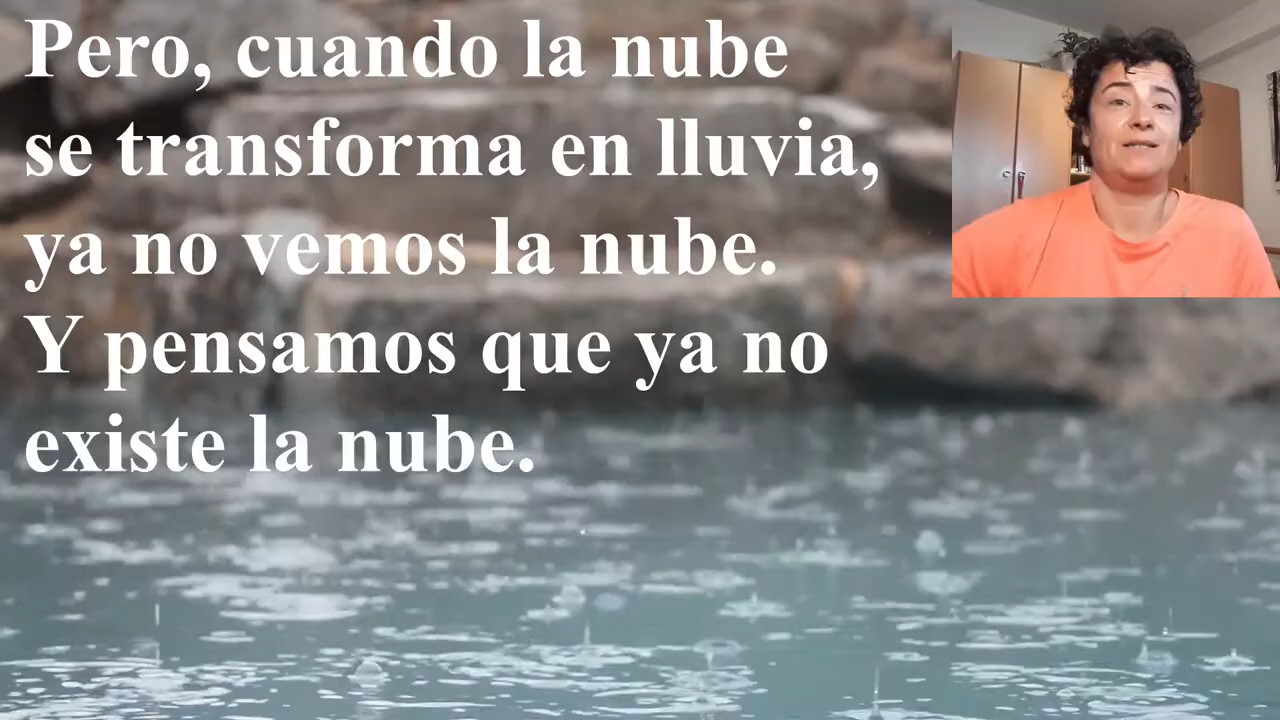 Pero, cuando la nube
se transforma en lluvia,
ya no vemos la nube.
Y pensamos que ya no
existe la nube.